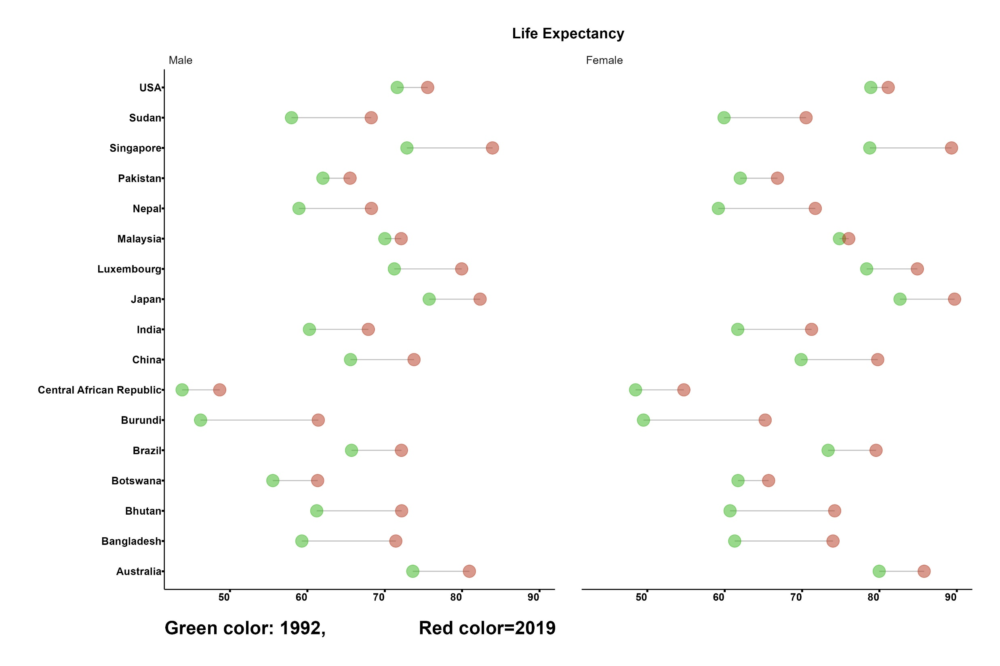 Life Expectancy
Male Female
USA
Sudan
Singapore
Pakistan
Nepal
Malaysia
Luxembourg
Japan
India
China
Central African Republic
Burundi
Brazil
Botswana
Bhutan
Bangladesh
Australia
50 60 70 80 90 50 60 70 80 90
Green color: 1992, Red color=2019